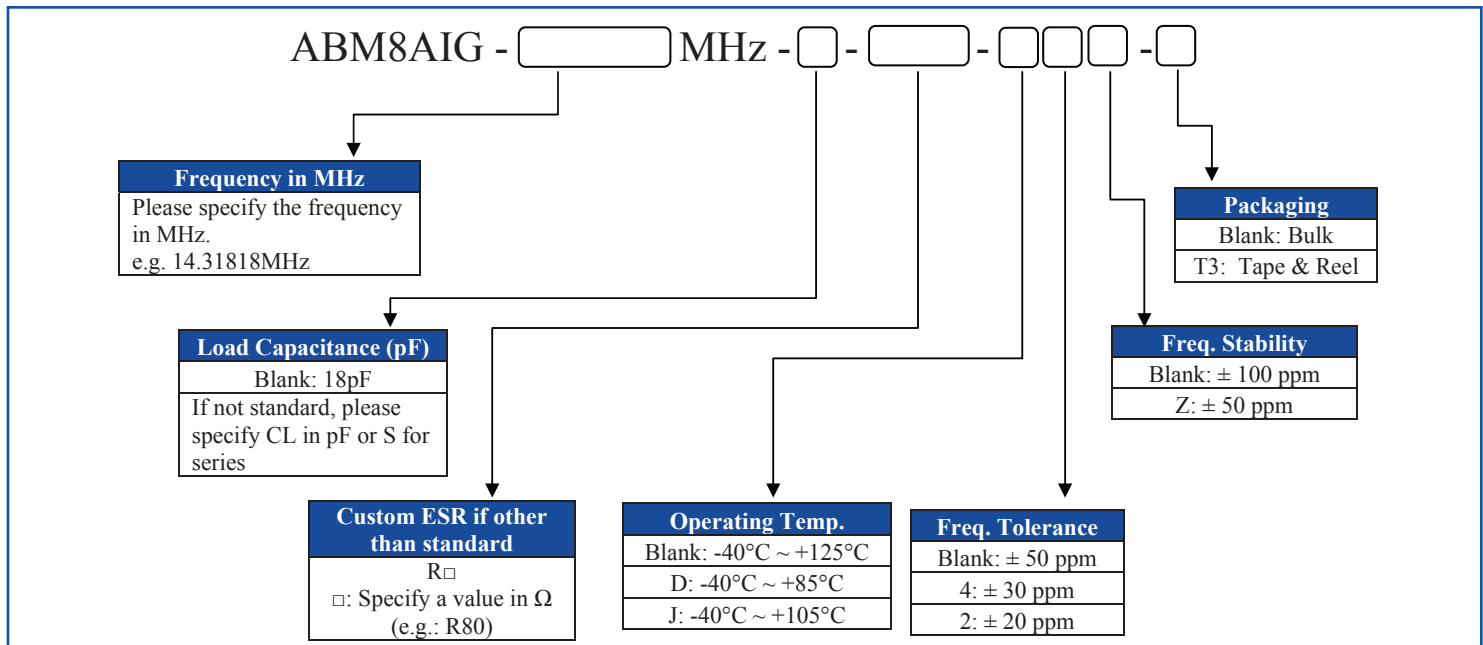 ABM8AIG - MHz - - - -
Frequency in MHz
Please specify the frequency
in MHz.
e.g. 14.31818MHz
Packaging
Blank: Bulk
T3: Tape & Reel
Load Capacitance (pF)
Blank: 18pF
If not standard, please
specify CL in pF or S for
series
Freq. Stability
Blank: ± 100 ppm
Z: ± 50 ppm
Custom ESR if other
than standard
R□
□: Specify a value in Ω
(e.g.: R80)
Operating Temp.
Blank: -40°C ~ +125°C
D: -40°C ~ +85°C
J: -40°C ~ +105°C
Freq. Tolerance
Blank: ± 50 ppm
4: ± 30 ppm
2: ± 20 ppm